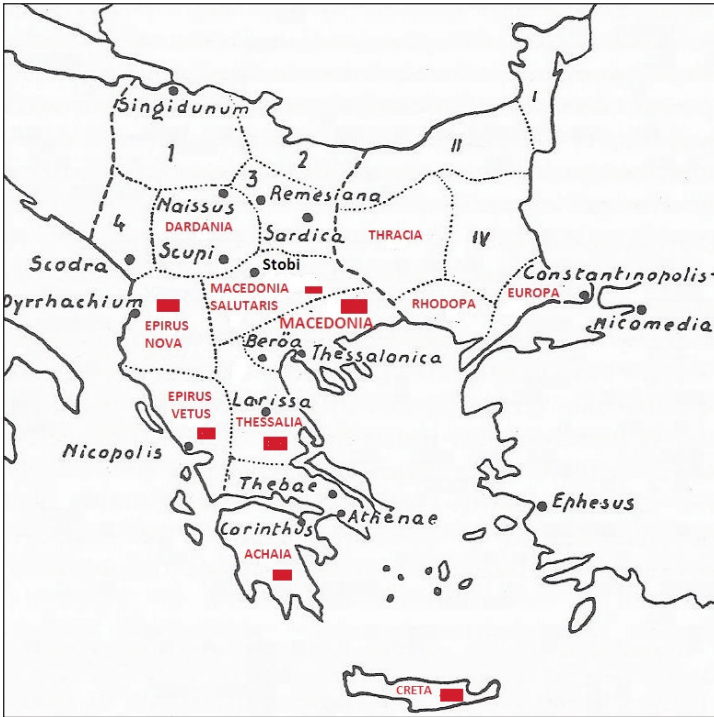 I
Singidunum
II
1
2
3
Naissus
Remesiana
DARDANIA
4
Sardica
THRACIA
IV
Scupi
Scodra
Stobi
Constantinopolis
MACEDONIA
SALUTARIS
EUROPA
Dyrrhachium
RHODOPA
Nicomedia
EPIRUS
NOVA
MACEDONIA
Beröa
Thessalonica
EPIRUS
VETUS
Larissa
THESSALIA
Nicopolis
Thebae
Ephesus
Athenae
Corinthus
ACHAIA
CRETA